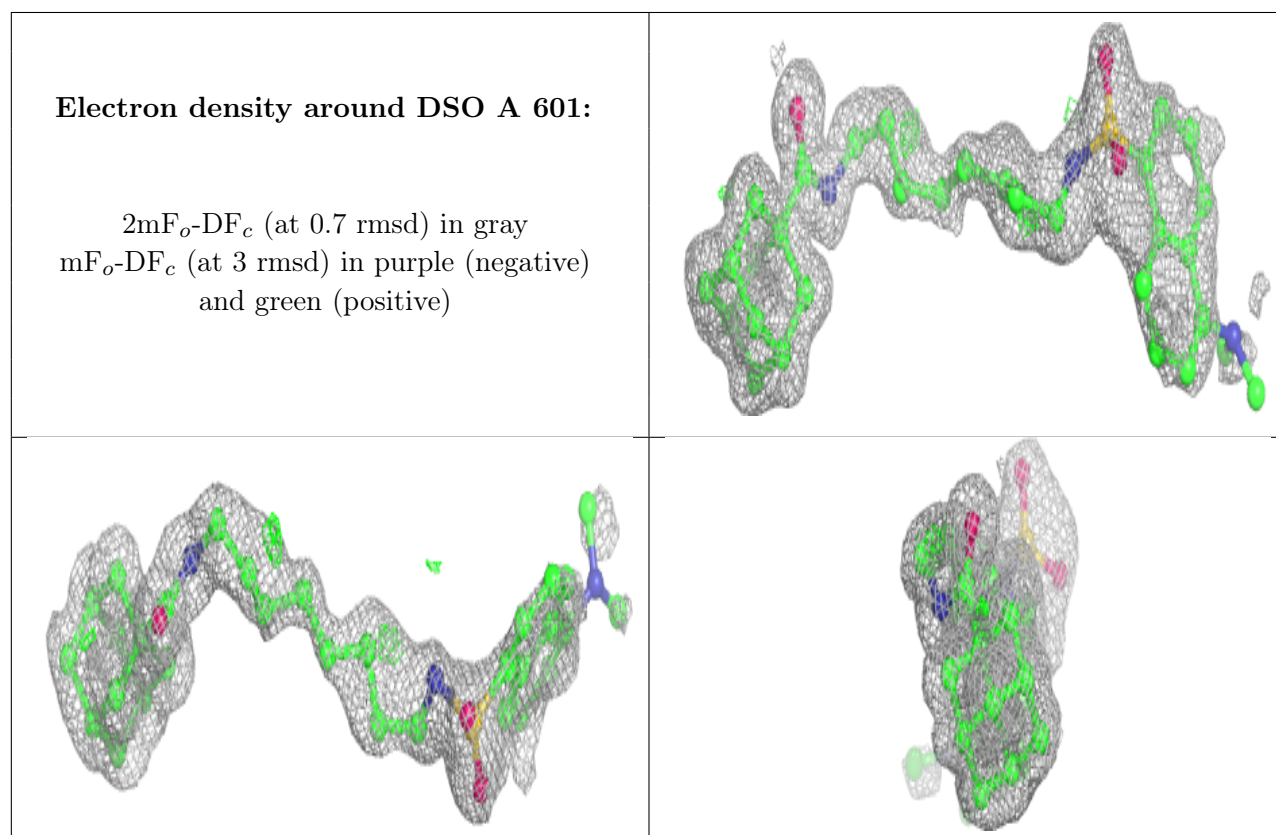 Electron density around DSO A 601:
2mFo-DFc (at 0.7 rmsd) in gray
mFo-DFc (at 3 rmsd) in purple (negative)
and green (positive)